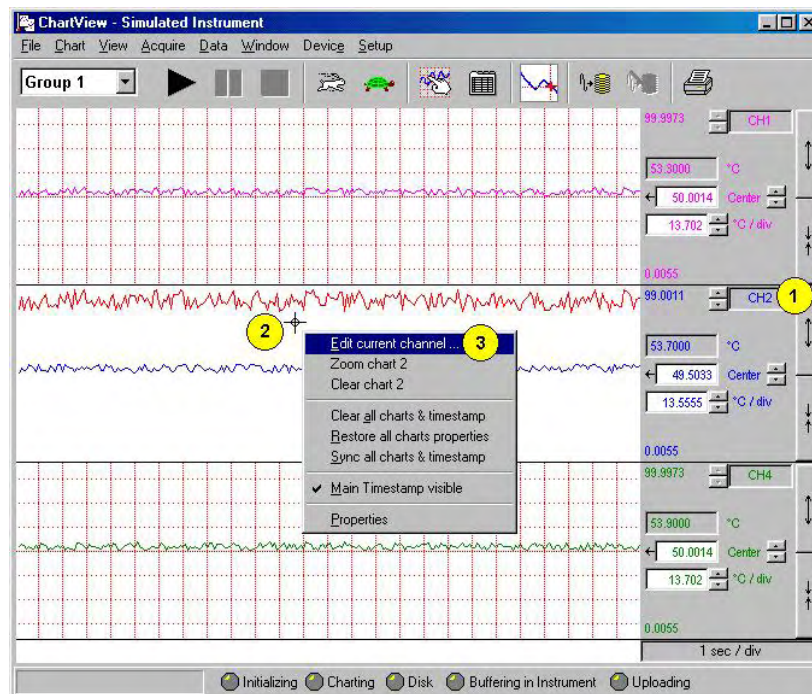 ChartView - Simulated Instrument
File Chart View Acquire Data Window Device Setup
Group 1
99.9973 CH1
53.3000 °C
50.0014 Center
13.702 °C / div
0.0055
99.0011 CH2 1
2
Edit current channel ... 3
Zoom chart 2
Clear chart 2
Clear all charts & timestamp
Restore all charts properties
Sync all charts & timestamp
Main Timestamp visible
Properties
53.7000 °C
49.5033 Center
13.5555 °C / div
0.0055
99.9973 CH4
53.9000 °C
50.0014 Center
13.702 °C / div
0.0055
1 sec / div
Initializing Charting Disk Buffering in Instrument Uploading